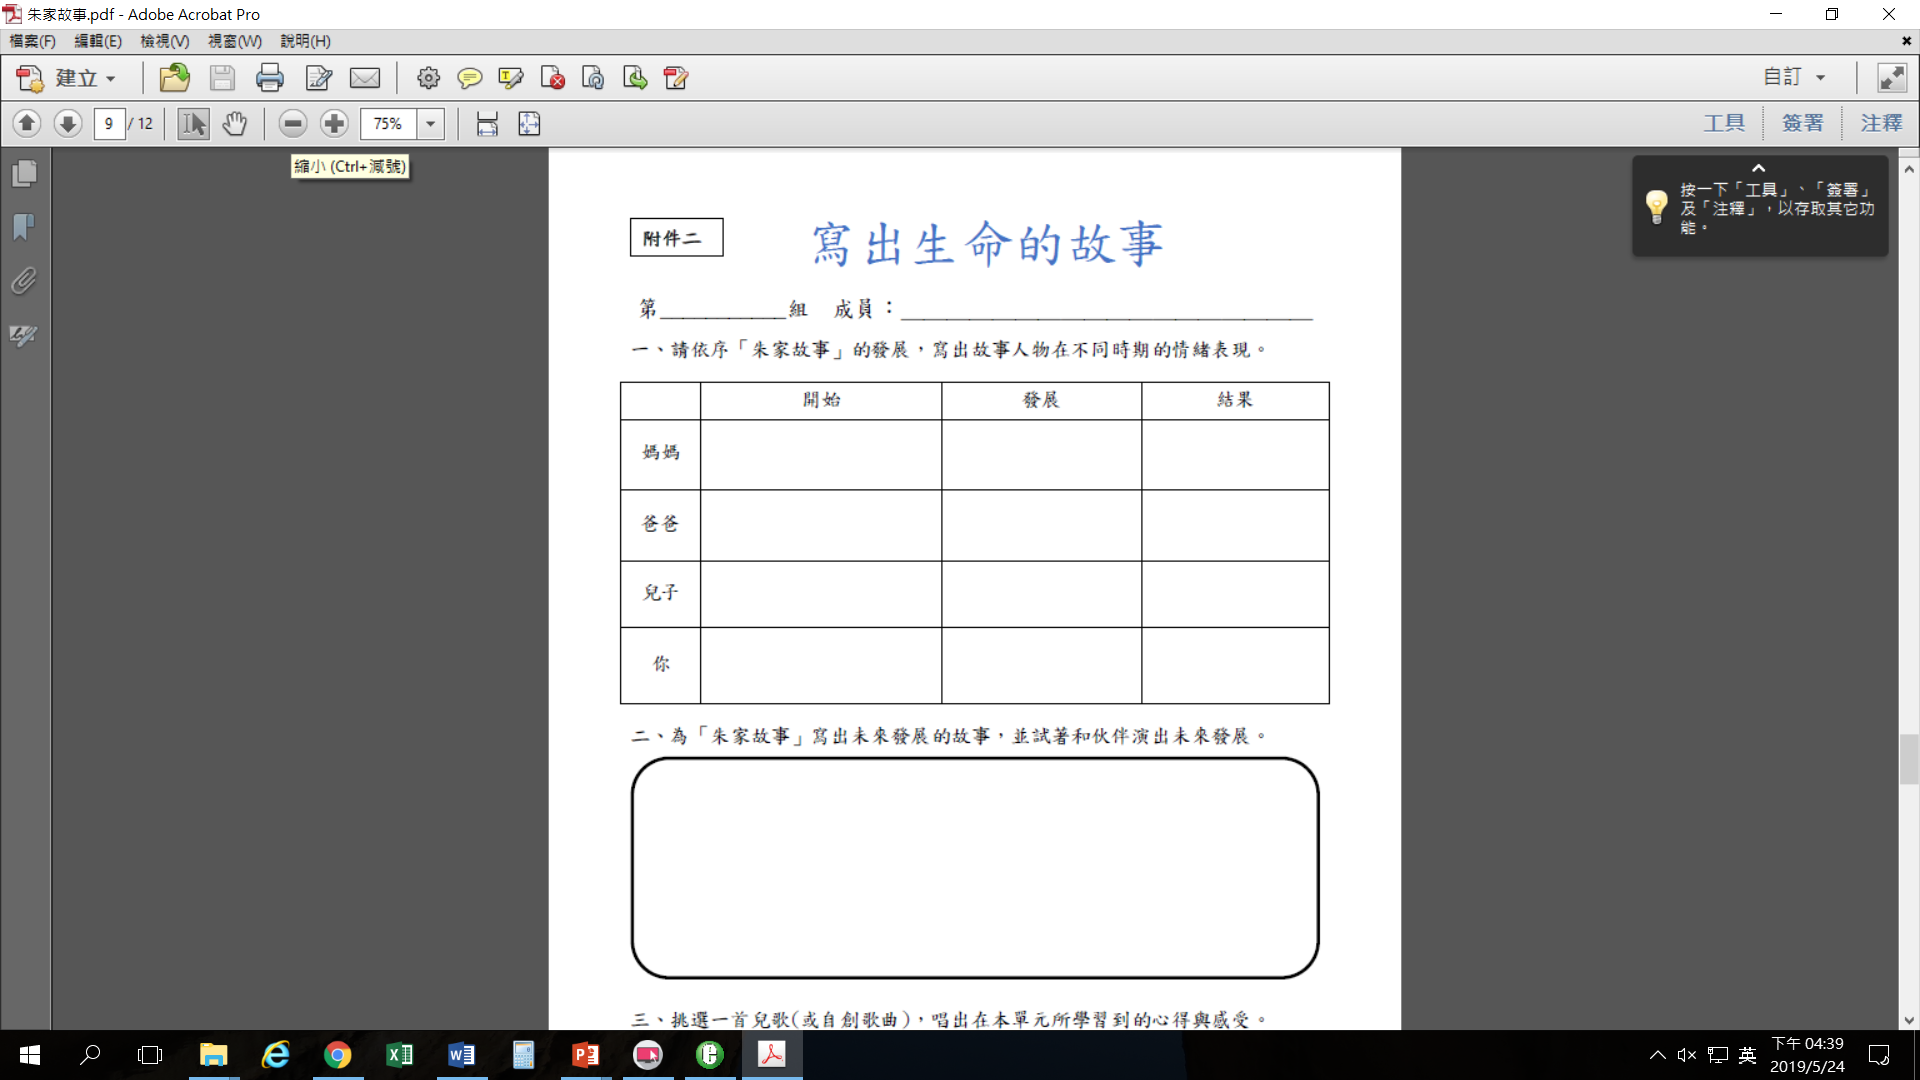 朱家故事.pdf - Adobe Acrobat Pro
檔案(F) 編輯(E) 檢視(V) 視窗(W) 說明(H)
建立
自訂
9 / 12
75%
工具 簽署 注釋
縮小 (Ctrl+減號)
按一下「工具」、「簽署」
及「注釋」，以存取其它功
能。
附件二
寫出生命的故事
第____________組 成員：________________________________________
一、請依序「朱家故事」的發展，寫出故事人物在不同時期的情緒表現。
開始 發展 結果
媽媽
爸爸
兒子
你
二、為「朱家故事」寫出未來發展的故事，並試著和伙伴演出未來發展。
三、挑選一首兒歌(或自創歌曲)，唱出在本單元所學習到的心得與感受。
英
下午 04:39
2019/5/24